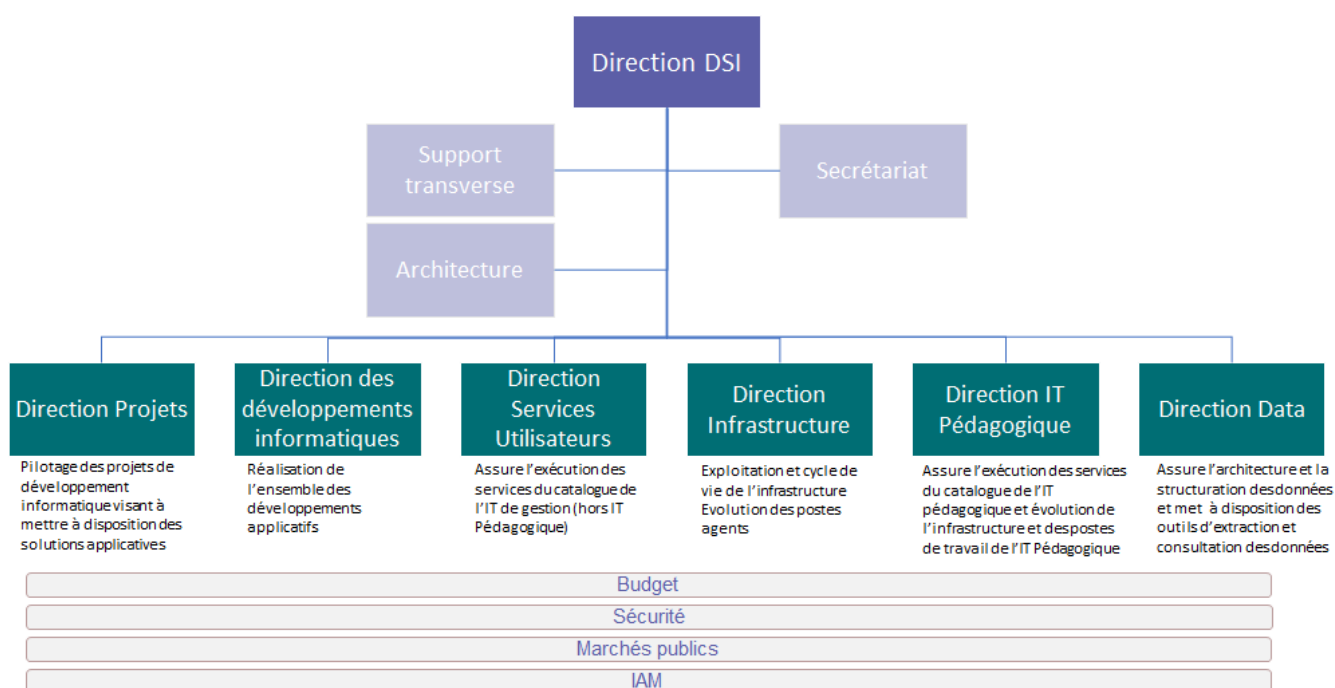 Direction DSI
Support
transverse
Secrétariat
Architecture
Direction Projets
Direction des
développements
informatiques
Direction
Services
Utilisateurs
Direction
Infrastructure
Direction IT
Pédagogique
Direction Data
Pilotage des projets de
développement
informatique visant à
mettre à disposition des
solutions applicatives
Réalisation de
l'ensemble des
développements
applicatifs
Assure l'exécution des
services du catalogue de
l'IT de gestion (hors IT
Pédagogique)
Exploitation et cycle de
vie de l'infrastructure
Evolution des postes
agents
Assure l'exécution des services
du catalogue de l'IT
pédagogique et évolution de
l'infrastructure et des postes
de travail de l'IT Pédagogique
Assure l'architecture et la
structuration des données
et met à disposition des
outils d'extraction et
consultation des données
Budget
Sécurité
Marchés publics
IAM